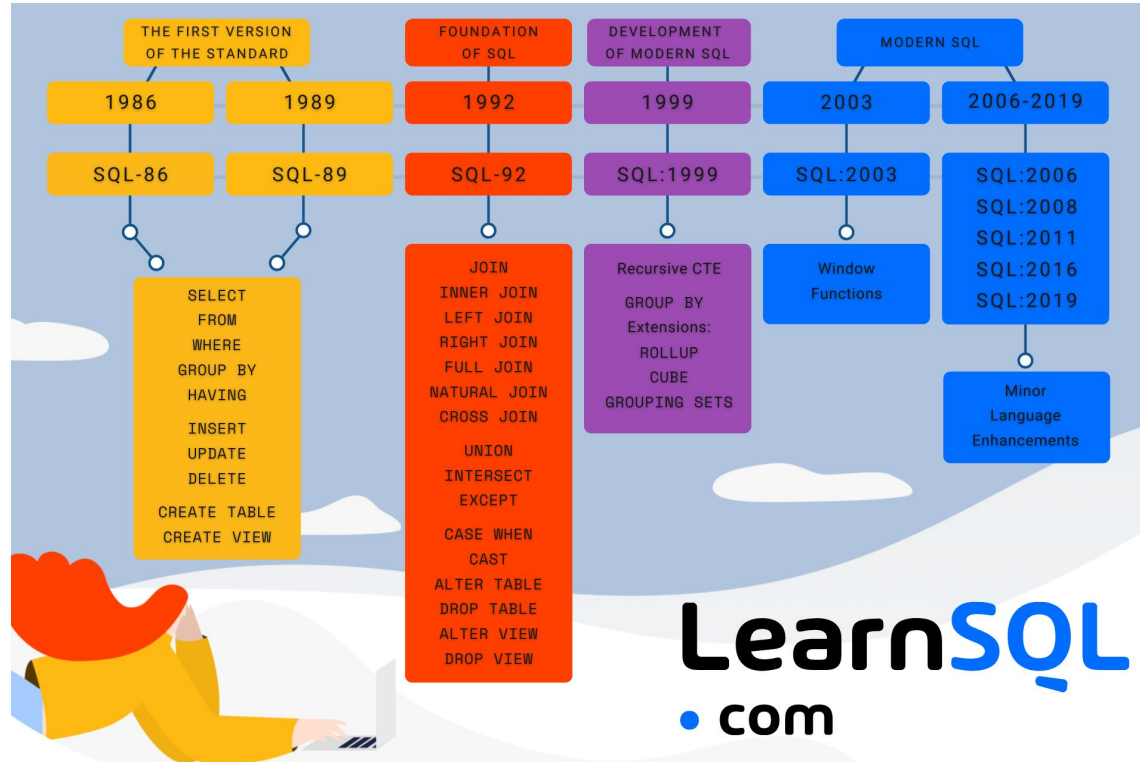 THE FIRST VERSION
OF THE STANDARD
FOUNDATION
OF SQL
DEVELOPMENT
OF MODERN SQL
MODERN SQL
1986
1989
1992
1999
2003
2006-2019
SQL-86
SQL-89
SQL-92
SQL:1999
SQL:2003
SQL:2006
SQL:2008
SQL:2011
SQL:2016
SQL:2019
SELECT
FROM
WHERE
GROUP BY
HAVING
INSERT
UPDATE
DELETE
CREATE TABLE
CREATE VIEW
JOIN
INNER JOIN
LEFT JOIN
RIGHT JOIN
FULL JOIN
NATURAL JOIN
CROSS JOIN
UNION
INTERSECT
EXCEPT
CASE WHEN
CAST
ALTER TABLE
DROP TABLE
ALTER VIEW
DROP VIEW
Recursive CTE
GROUP BY
Extensions:
ROLLUP
CUBE
GROUPING SETS
Window
Functions
Minor
Language
Enhancements
LearnSQL
• com